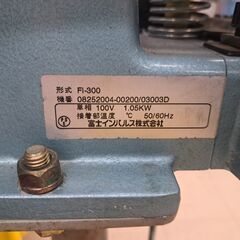 形式 Fi-300
機番 08252004-00200/03003D
単相 100V 1.05KW
接着部温度 ℃ 50/60Hz
富士インパルス株式会社